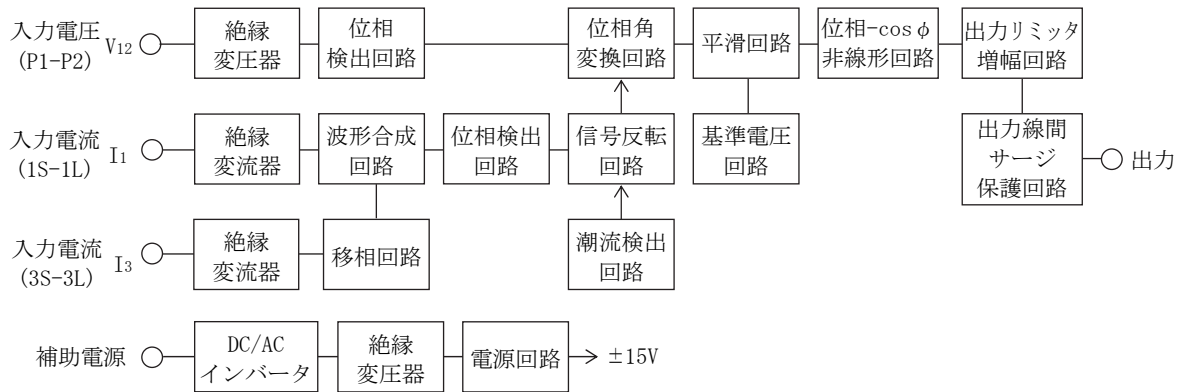 入力電圧
(P1-P2)
V12
絶縁
変圧器
位相
検出回路
位相角
変換回路
平滑回路
位相-cosφ
非線形回路
出力リミッタ
増幅回路
入力電流
(1S-1L)
I1
絶縁
変流器
波形合成
回路
位相検出
回路
信号反転
回路
基準電圧
回路
出力線間
サージ
保護回路
出力
入力電流
(3S-3L)
I3
絶縁
変流器
移相回路
潮流検出
回路
補助電源
DC/AC
インバータ
絶縁
変圧器
電源回路
±15V